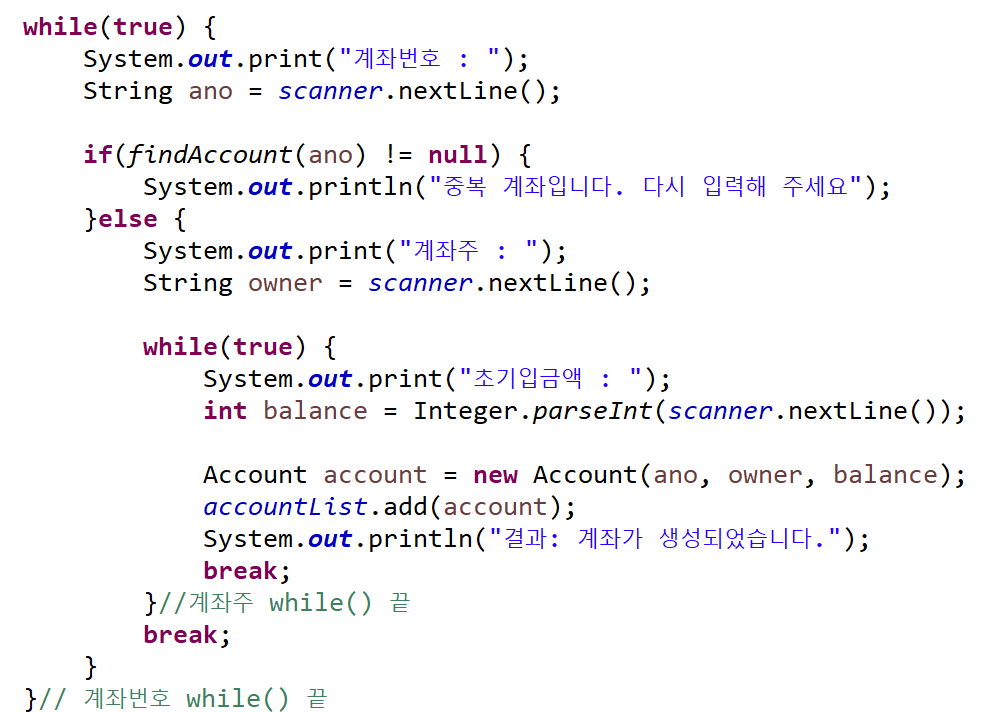 while(true) {
System.out.print("계좌번호 : ");
String ano = scanner.nextLine();
if(findAccount(ano) != null) {
System.out.println("중복 계좌입니다. 다시 입력해 주세요");
}else {
System.out.print("계좌주 : ");
String owner = scanner.nextLine();
while(true) {
System.out.print("초기입금액 : ");
int balance = Integer.parseInt(scanner.nextLine());
Account account = new Account(ano, owner, balance);
accountList.add(account);
System.out.println("결과: 계좌가 생성되었습니다.");
break;
}//계좌주 while() 끝
break;
}
}// 계좌번호 while() 끝